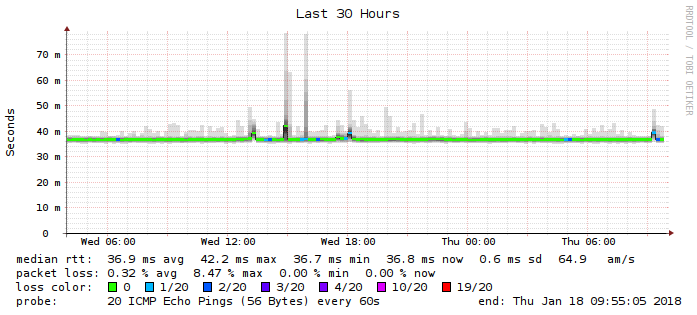 Last 30 Hours
RRDTOOL / TOBI OETIKER
Seconds
70 m
60 m
50 m
40 m
30 m
20 m
10 m
0
Wed 06:00 Wed 12:00 Wed 18:00 Thu 00:00 Thu 06:00
median rtt: 36.9 ms avg 42.2 ms max 36.7 ms min 36.8 ms now 0.6 ms sd 64.9 am/s
packet loss: 0.32 % avg 8.47 % max 0.00 % min 0.00 % now
loss color: 0 1/20 2/20 3/20 4/20 10/20 19/20
probe: 20 ICMP Echo Pings (56 Bytes) every 60s end: Thu Jan 18 09:55:05 2018